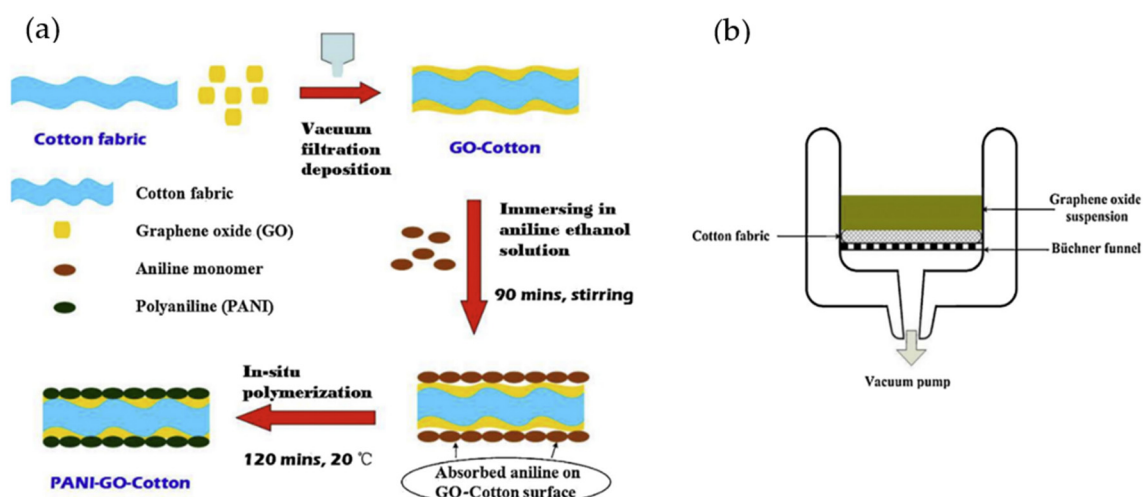 (a)
Cotton fabric
Vacuum
filtration
deposition
GO-Cotton
Cotton fabric
Graphene oxide (GO)
Aniline monomer
Polyaniline (PANI)
Immersing in
aniline ethanol
solution
90 mins, stirring
In-situ
polymerization
120 mins, 20 ℃
PANI-GO-Cotton
Absorbed aniline on
GO-Cotton surface
(b)
Graphene oxide
suspension
Cotton fabric
Büchner funnel
Vacuum pump